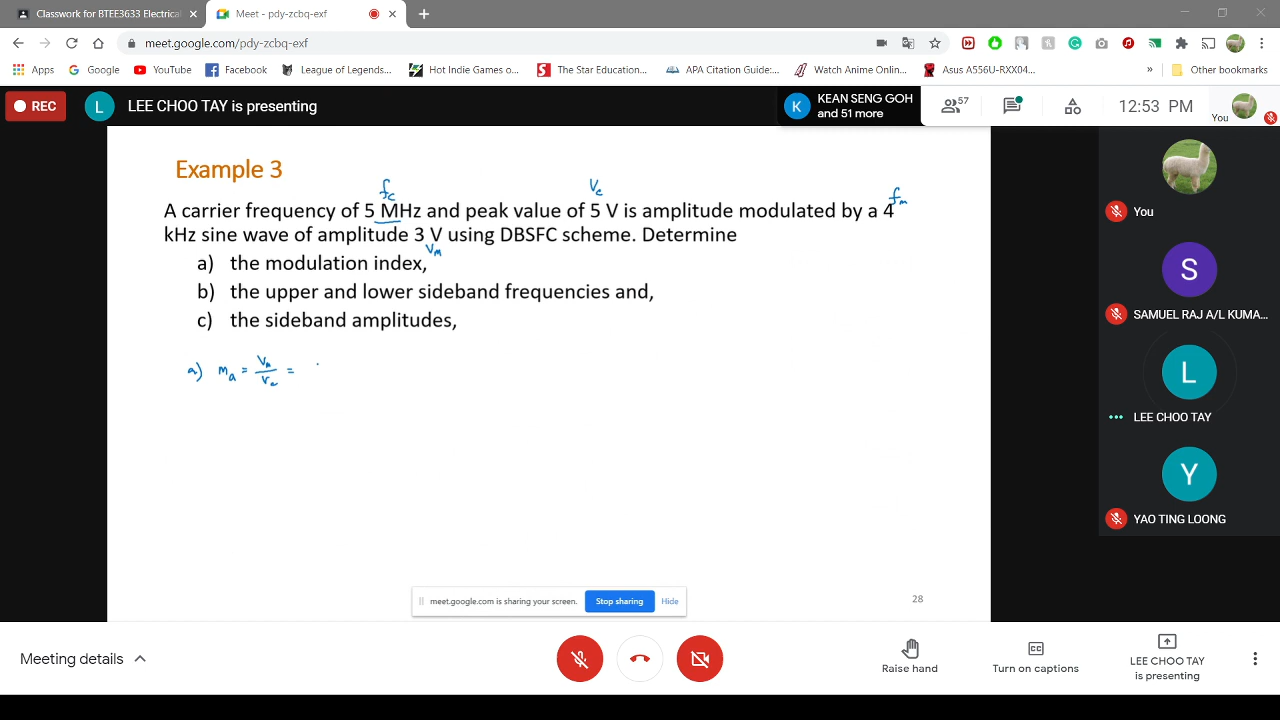 Classwork for BTEE3633 Electrical
Meet - pdy-zcbq-exf
meet.google.com/pdy-zcbq-exf
Apps
Google
YouTube
Facebook
League of Legends...
Hot Indie Games o...
The Star Education...
APA Citation Guide:...
Watch Anime Onlin...
Asus A556U-RXX04...
»
Other bookmarks
REC
L
LEE CHOO TAY is presenting
K
KEAN SENG GOH
and 51 more
57
12:53 PM
You
Example 3
fc Vc fm
A carrier frequency of 5 MHz and peak value of 5 V is amplitude modulated by a 4
kHz sine wave of amplitude 3 V using DBSFC scheme. Determine
Vm
a) the modulation index,
b) the upper and lower sideband frequencies and,
c) the sideband amplitudes,
a) ma = Vm/Vc =
meet.google.com is sharing your screen.
Stop sharing
Hide
28
You
S
SAMUEL RAJ A/L KUMA...
L
LEE CHOO TAY
Y
YAO TING LOONG
Meeting details
Raise hand
CC
Turn on captions
LEE CHOO TAY
is presenting